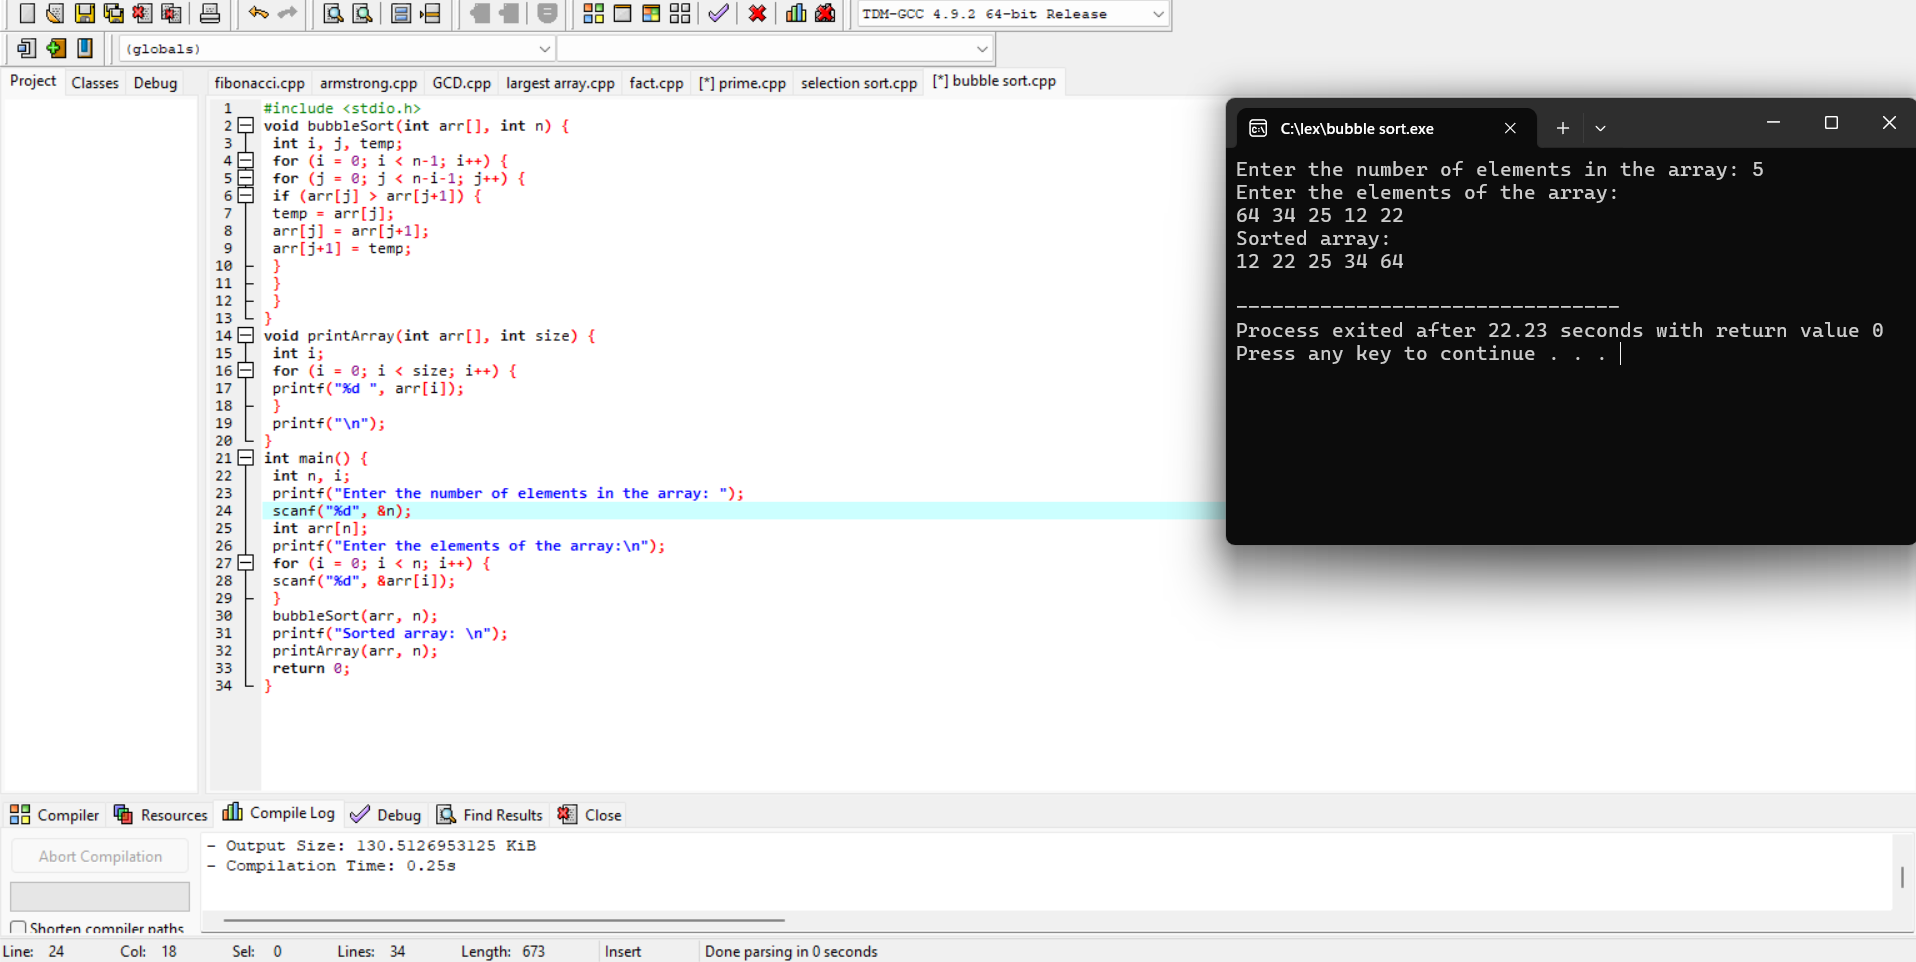 TDM-GCC 4.9.2 64-bit Release
(globals)
Project Classes Debug
fibonacci.cpp armstrong.cpp GCD.cpp largest array.cpp fact.cpp [*] prime.cpp selection sort.cpp [*] bubble sort.cpp
1 #include <stdio.h>
2 void bubbleSort(int arr[], int n) {
3 int i, j, temp;
4 for (i = 0; i < n-1; i++) {
5 for (j = 0; j < n-i-1; j++) {
6 if (arr[j] > arr[j+1]) {
7 temp = arr[j];
8 arr[j] = arr[j+1];
9 arr[j+1] = temp;
10 }
11 }
12 }
13 }
14 void printArray(int arr[], int size) {
15 int i;
16 for (i = 0; i < size; i++) {
17 printf("%d ", arr[i]);
18 }
19 printf("\n");
20 }
21 int main() {
22 int n, i;
23 printf("Enter the number of elements in the array: ");
24 scanf("%d", &n);
25 int arr[n];
26 printf("Enter the elements of the array:\n");
27 for (i = 0; i < n; i++) {
28 scanf("%d", &arr[i]);
29 }
30 bubbleSort(arr, n);
31 printf("Sorted array: \n");
32 printArray(arr, n);
33 return 0;
34 }
C:\lex\bubble sort.exe
Enter the number of elements in the array: 5
Enter the elements of the array:
64 34 25 12 22
Sorted array:
12 22 25 34 64
--------------------------------
Process exited after 22.23 seconds with return value 0
Press any key to continue . . .
Compiler Resources Compile Log Debug Find Results Close
Abort Compilation
Shorten compiler paths
- Output Size: 130.5126953125 KiB
- Compilation Time: 0.25s
Line: 24 Col: 18 Sel: 0 Lines: 34 Length: 673 Insert Done parsing in 0 seconds